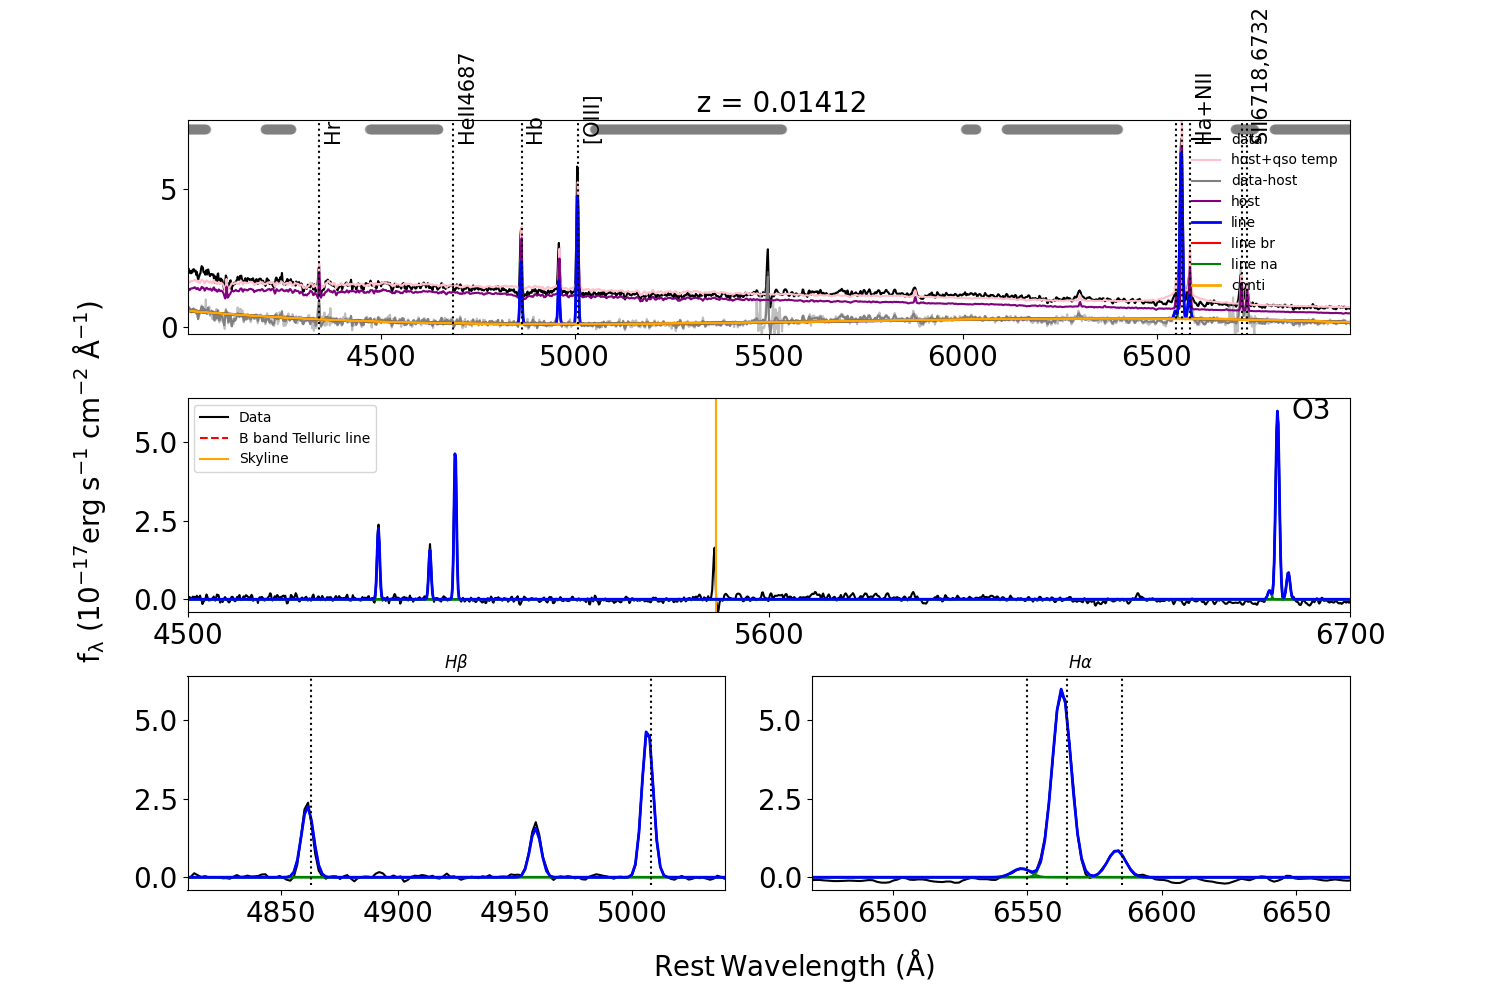 z = 0.01412
Hr
HeII4687
Hb
[OIII]
Ha+NII
SII6718,6732
data
host+qso temp
data-host
host
line
line br
line na
conti
5
0
4500 5000 5500 6000 6500
fλ (10−17erg s−1 cm−2 Å−1)
Data
B band Telluric line
Skyline
O3
5.0
2.5
0.0
4500 5600 6700
Hβ
5.0
2.5
0.0
4850 4900 4950 5000
Hα
5.0
2.5
0.0
6500 6550 6600 6650
Rest Wavelength (Å)